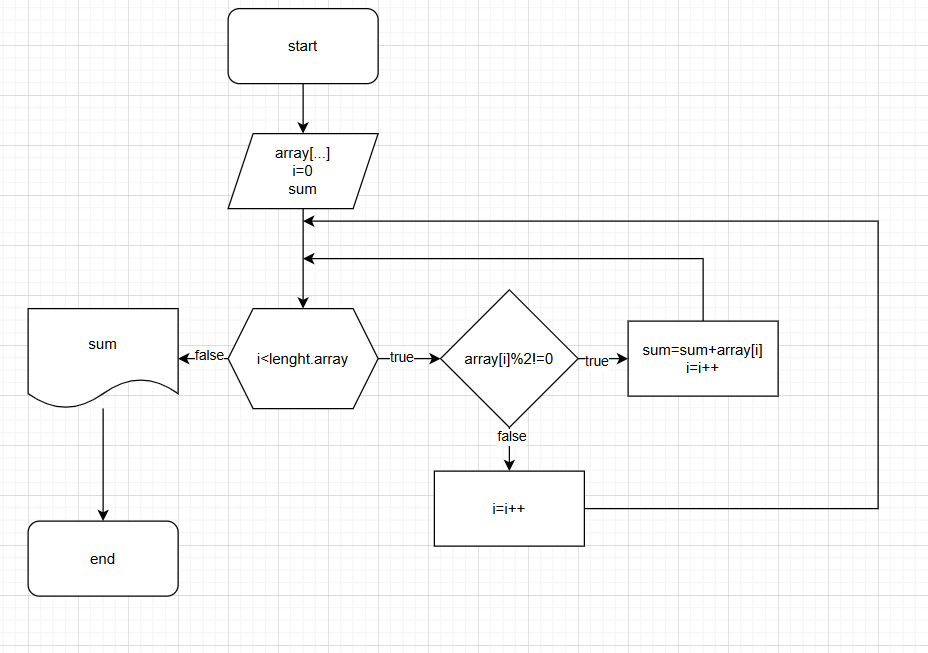 start
array[...]
i=0
sum
sum
false
i<lenght.array
true
array[i]%2!=0
true
sum=sum+array[i]
i=i++
false
i=i++
end